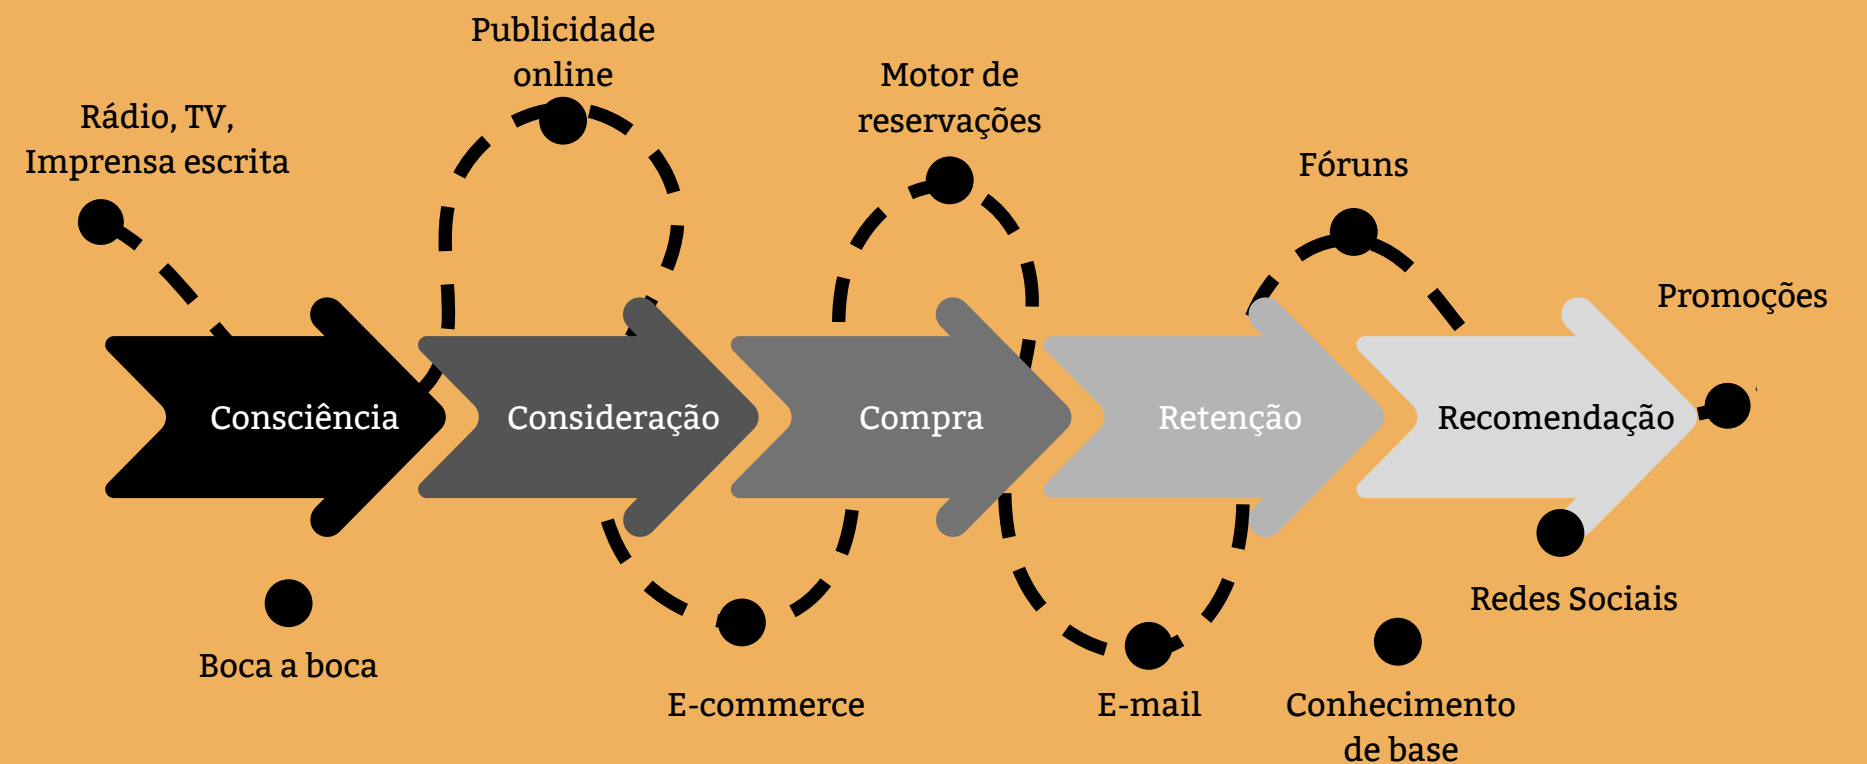 Publicidade
online
Rádio, TV,
Imprensa escrita
Motor de
reservações
Fóruns
Promoções
Consciência
Consideração
Compra
Retenção
Recomendação
Boca a boca
E-commerce
E-mail
Redes Sociais
Conhecimento
de base